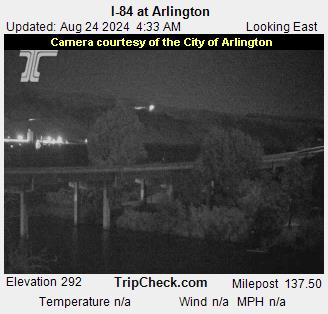 I-84 at Arlington
Updated: Aug 24 2024 4:33 AM Looking East
Camera courtesy of the City of Arlington
Elevation 292 TripCheck.com Milepost 137.50
Temperature n/a Wind n/a MPH n/a